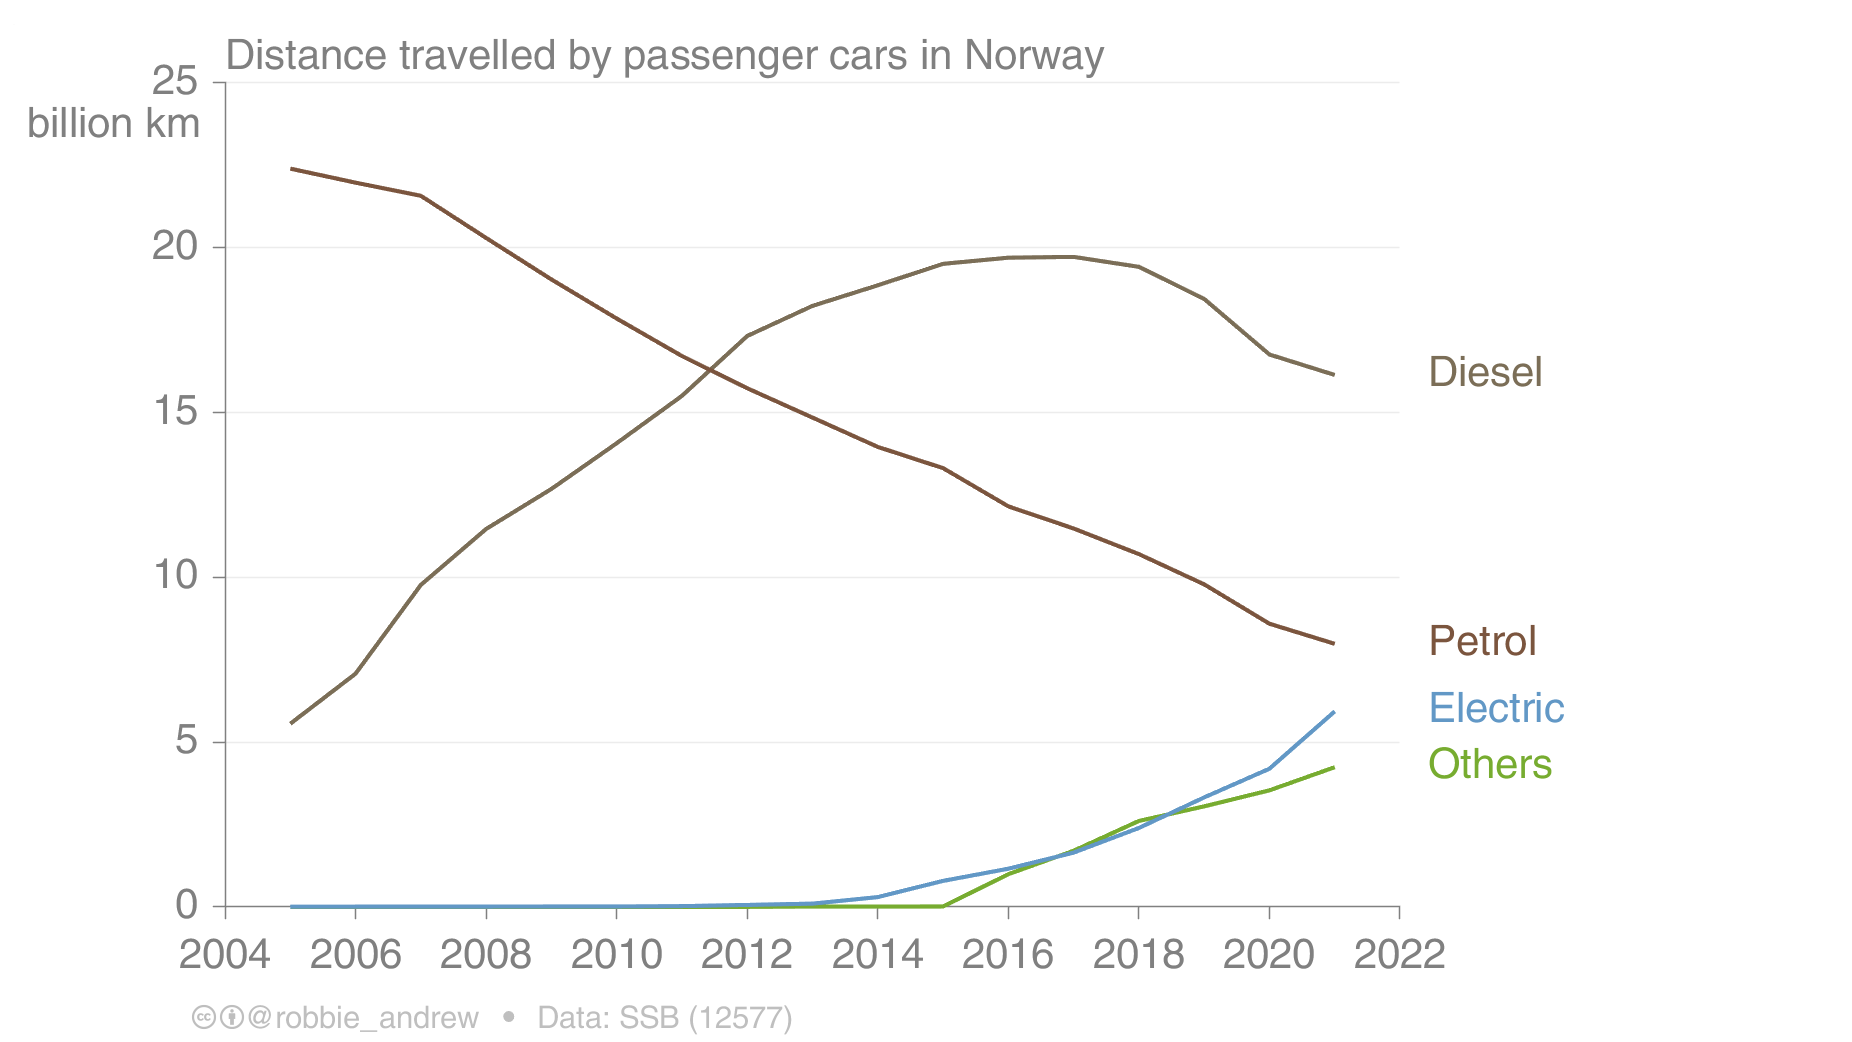 Distance travelled by passenger cars in Norway
25
billion km
20
15
10
5
0
2004 2006 2008 2010 2012 2014 2016 2018 2020 2022
Diesel
Petrol
Electric
Others
cc @robbie_andrew • Data: SSB (12577)